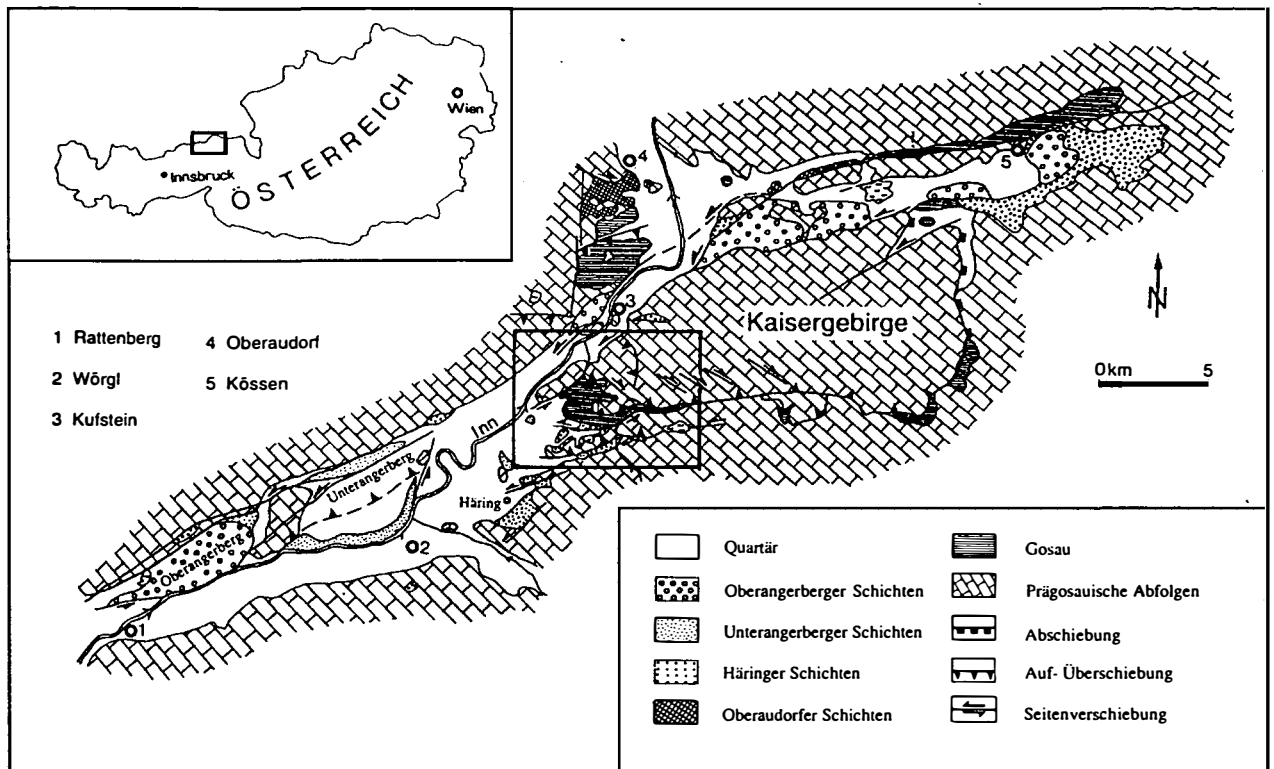 Wien
Innsbruck
ÖSTERREICH
1 Rattenberg
2 Wörgl
3 Kufstein
4 Oberaudorf
5 Kössen
4
5
3
Kaisergebirge
N
0km 5
Inn
Unterangerberg
Häring
Oberangerberg
2
1
Quartär
Oberangerberger Schichten
Unterangerberger Schichten
Häringer Schichten
Oberaudorfer Schichten
Gosau
Prägosauische Abfolgen
Abschiebung
Auf- Überschiebung
Seitenverschiebung